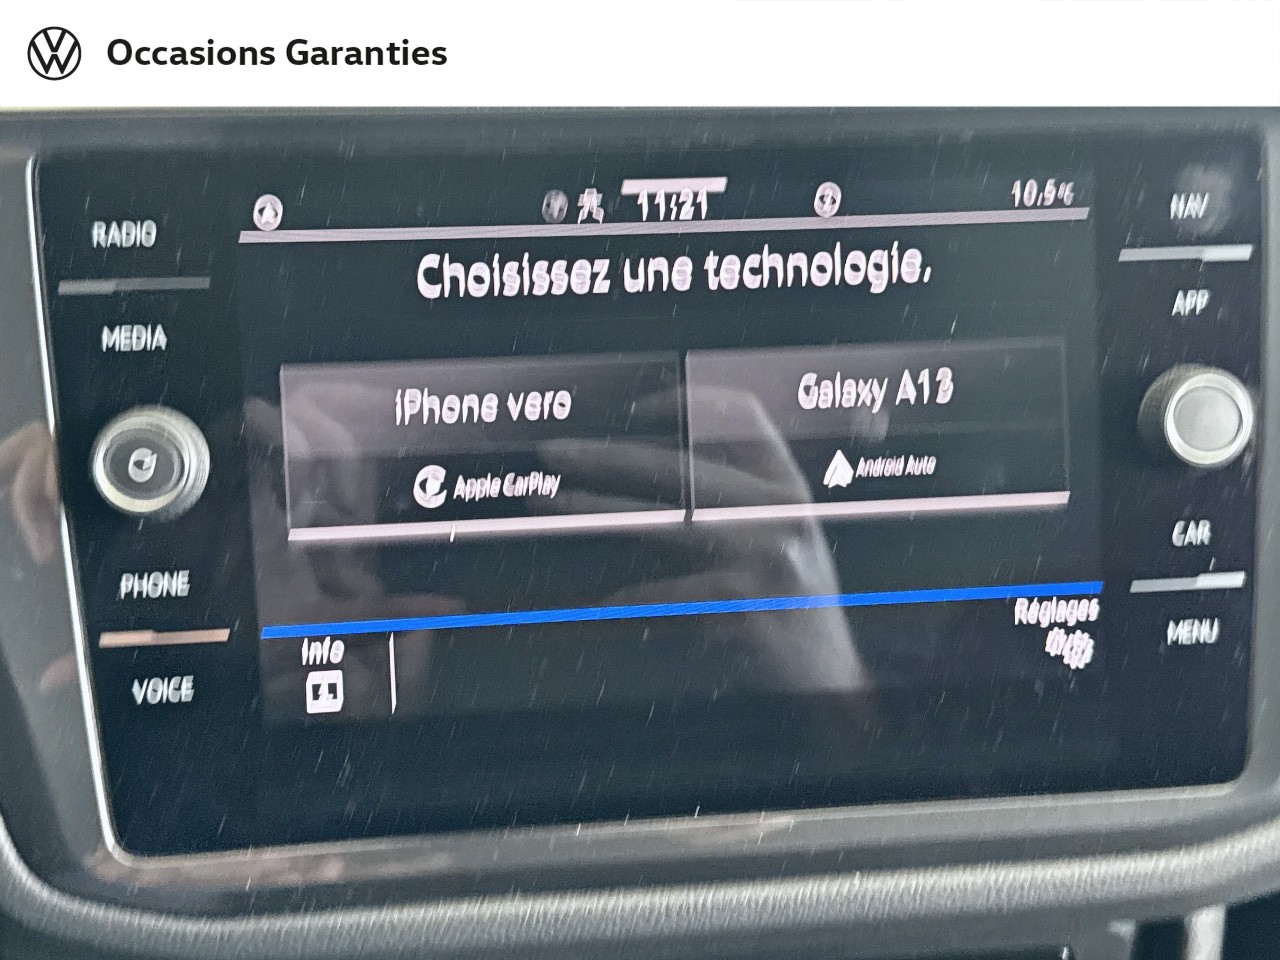 Occasions Garanties
RADIO
MEDIA
PHONE
VOICE
11:21
10,5°C
Choisissez une technologie.
iPhone vero
Apple CarPlay
Galaxy A13
Android Auto
Info
Réglages
NAV
APP
CAR
MENU